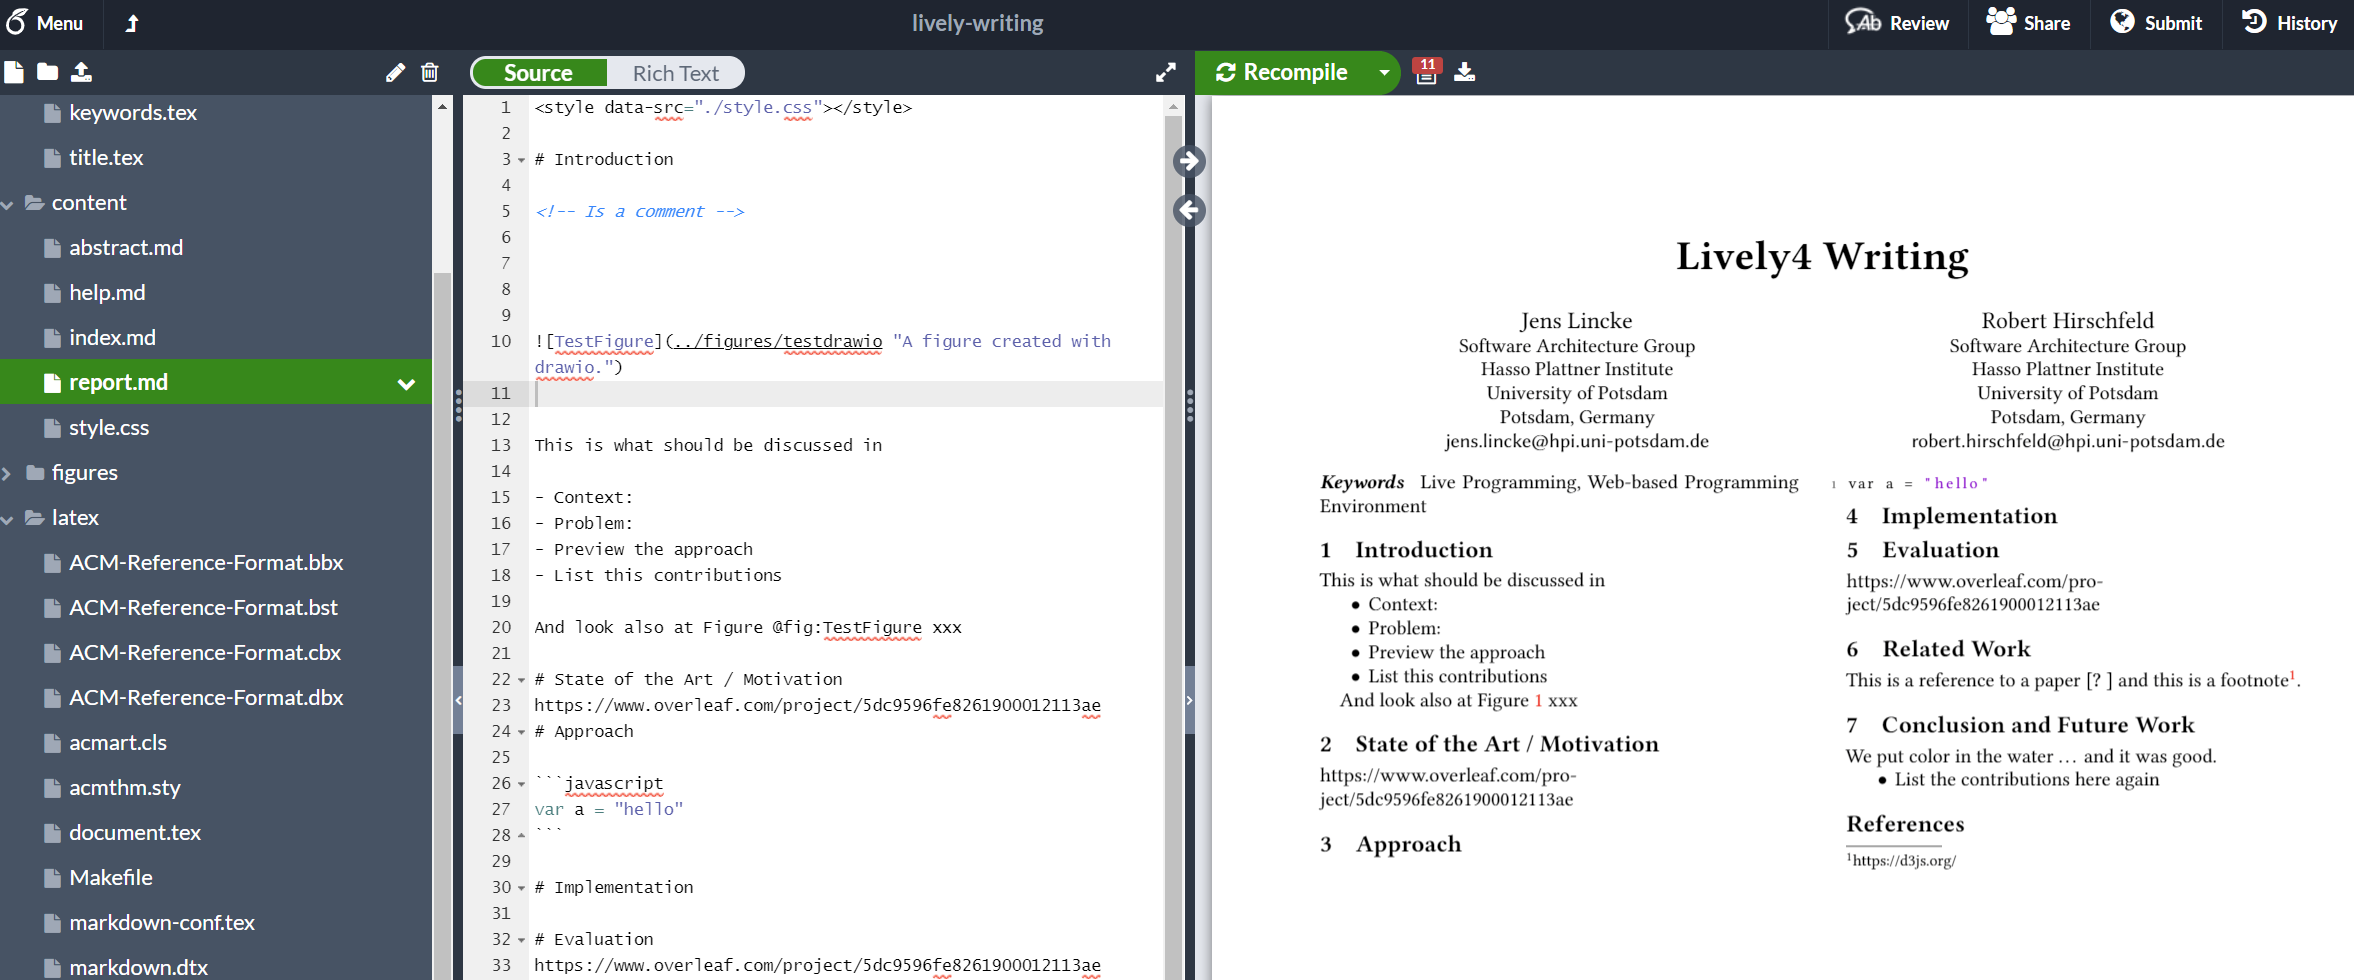 Menu
lively-writing
Review
Share
Submit
History
Source
Rich Text
Recompile
11
keywords.tex
title.tex
content
abstract.md
help.md
index.md
report.md
style.css
figures
latex
ACM-Reference-Format.bbx
ACM-Reference-Format.bst
ACM-Reference-Format.cbx
ACM-Reference-Format.dbx
acmart.cls
acmthm.sty
document.tex
Makefile
markdown-conf.tex
markdown.dtx
1 <style data-src="./style.css"></style>
2
3 # Introduction
4
5 <!-- Is a comment -->
6
7
8
9
10 ![TestFigure](../figures/testdrawio "A figure created with
drawio.")
11
12
13 This is what should be discussed in
14
15 - Context:
16 - Problem:
17 - Preview the approach
18 - List this contributions
19
20 And look also at Figure @fig:TestFigure xxx
21
22 # State of the Art / Motivation
23 https://www.overleaf.com/project/5dc9596fe8261900012113ae
24 # Approach
25
26 ```javascript
27 var a = "hello"
28 ```
29
30 # Implementation
31
32 # Evaluation
33 https://www.overleaf.com/project/5dc9596fe8261900012113ae
Lively4 Writing
Jens Lincke
Software Architecture Group
Hasso Plattner Institute
University of Potsdam
Potsdam, Germany
jens.lincke@hpi.uni-potsdam.de
Robert Hirschfeld
Software Architecture Group
Hasso Plattner Institute
University of Potsdam
Potsdam, Germany
robert.hirschfeld@hpi.uni-potsdam.de
Keywords Live Programming, Web-based Programming
Environment
1 Introduction
This is what should be discussed in
• Context:
• Problem:
• Preview the approach
• List this contributions
And look also at Figure 1 xxx
2 State of the Art / Motivation
https://www.overleaf.com/pro-
ject/5dc9596fe8261900012113ae
3 Approach
1 var a = "hello"
4 Implementation
5 Evaluation
https://www.overleaf.com/pro-
ject/5dc9596fe8261900012113ae
6 Related Work
This is a reference to a paper [? ] and this is a footnote1.
7 Conclusion and Future Work
We put color in the water ... and it was good.
• List the contributions here again
References
1https://d3js.org/